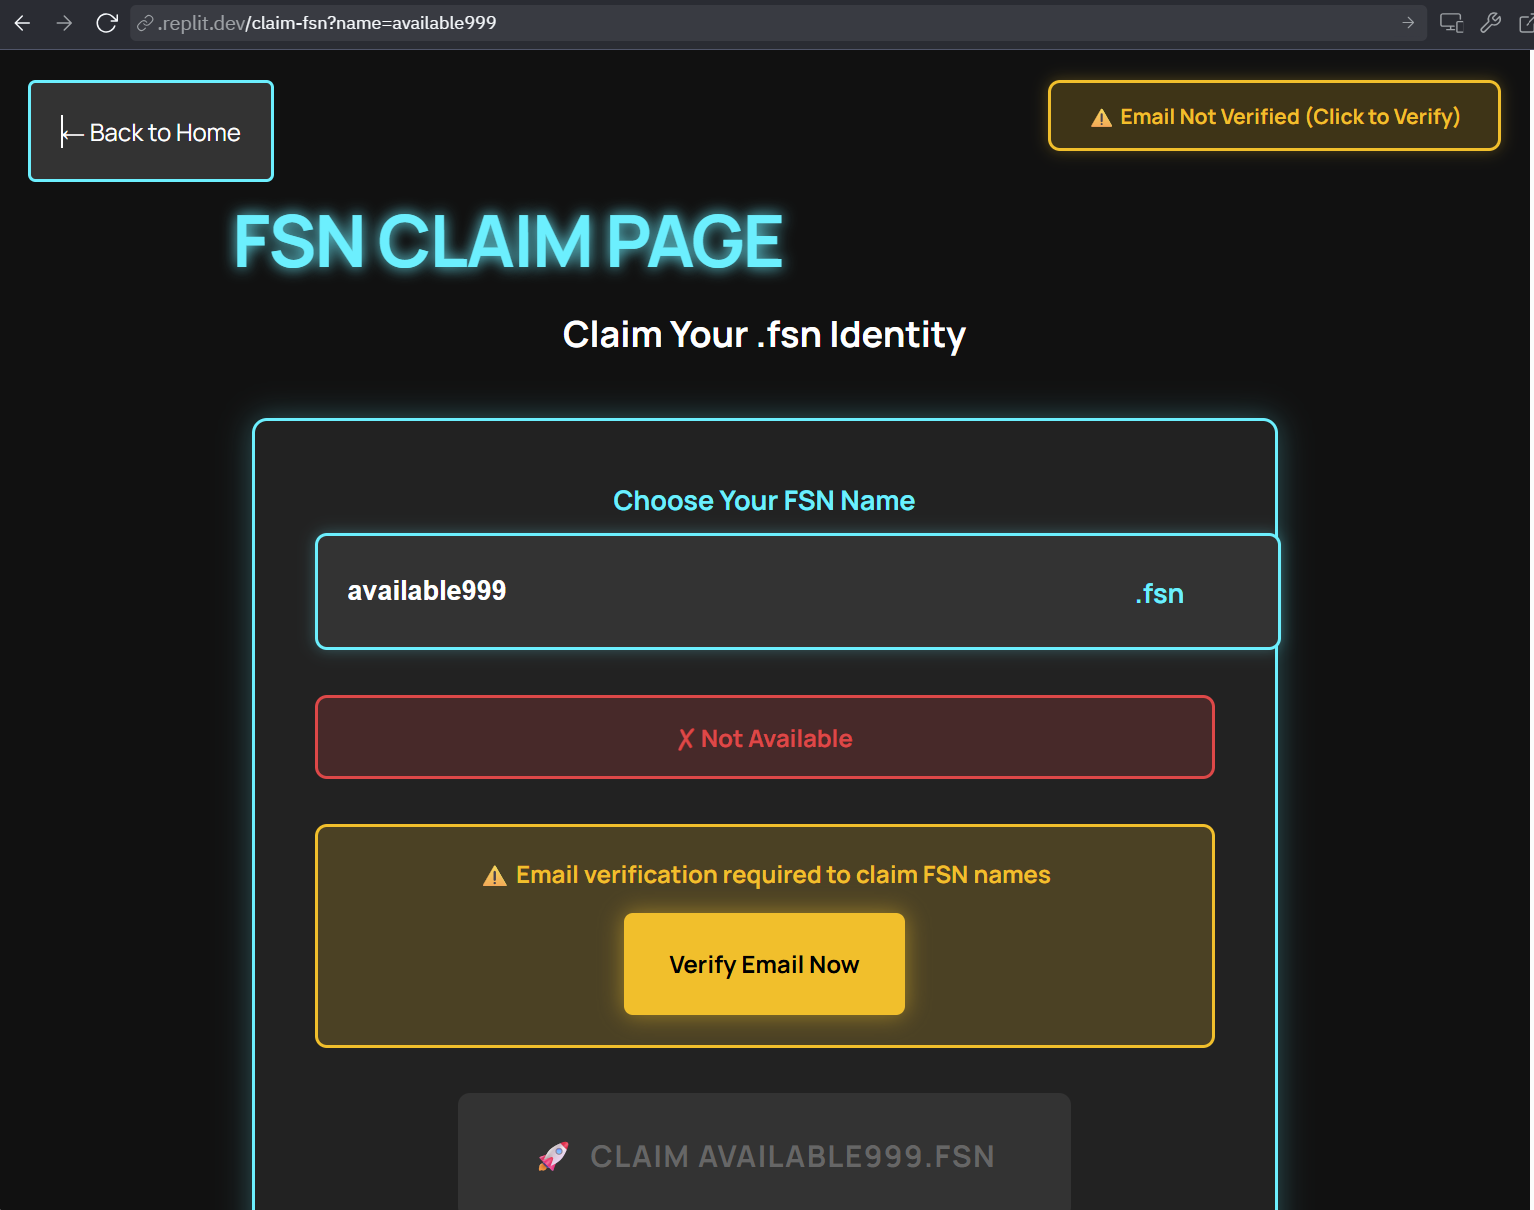 .replit.dev/claim-fsn?name=available999
Back to Home
⚠ Email Not Verified (Click to Verify)
FSN CLAIM PAGE
Claim Your .fsn Identity
Choose Your FSN Name
available999 .fsn
✗ Not Available
⚠ Email verification required to claim FSN names
Verify Email Now
🚀 CLAIM AVAILABLE999.FSN